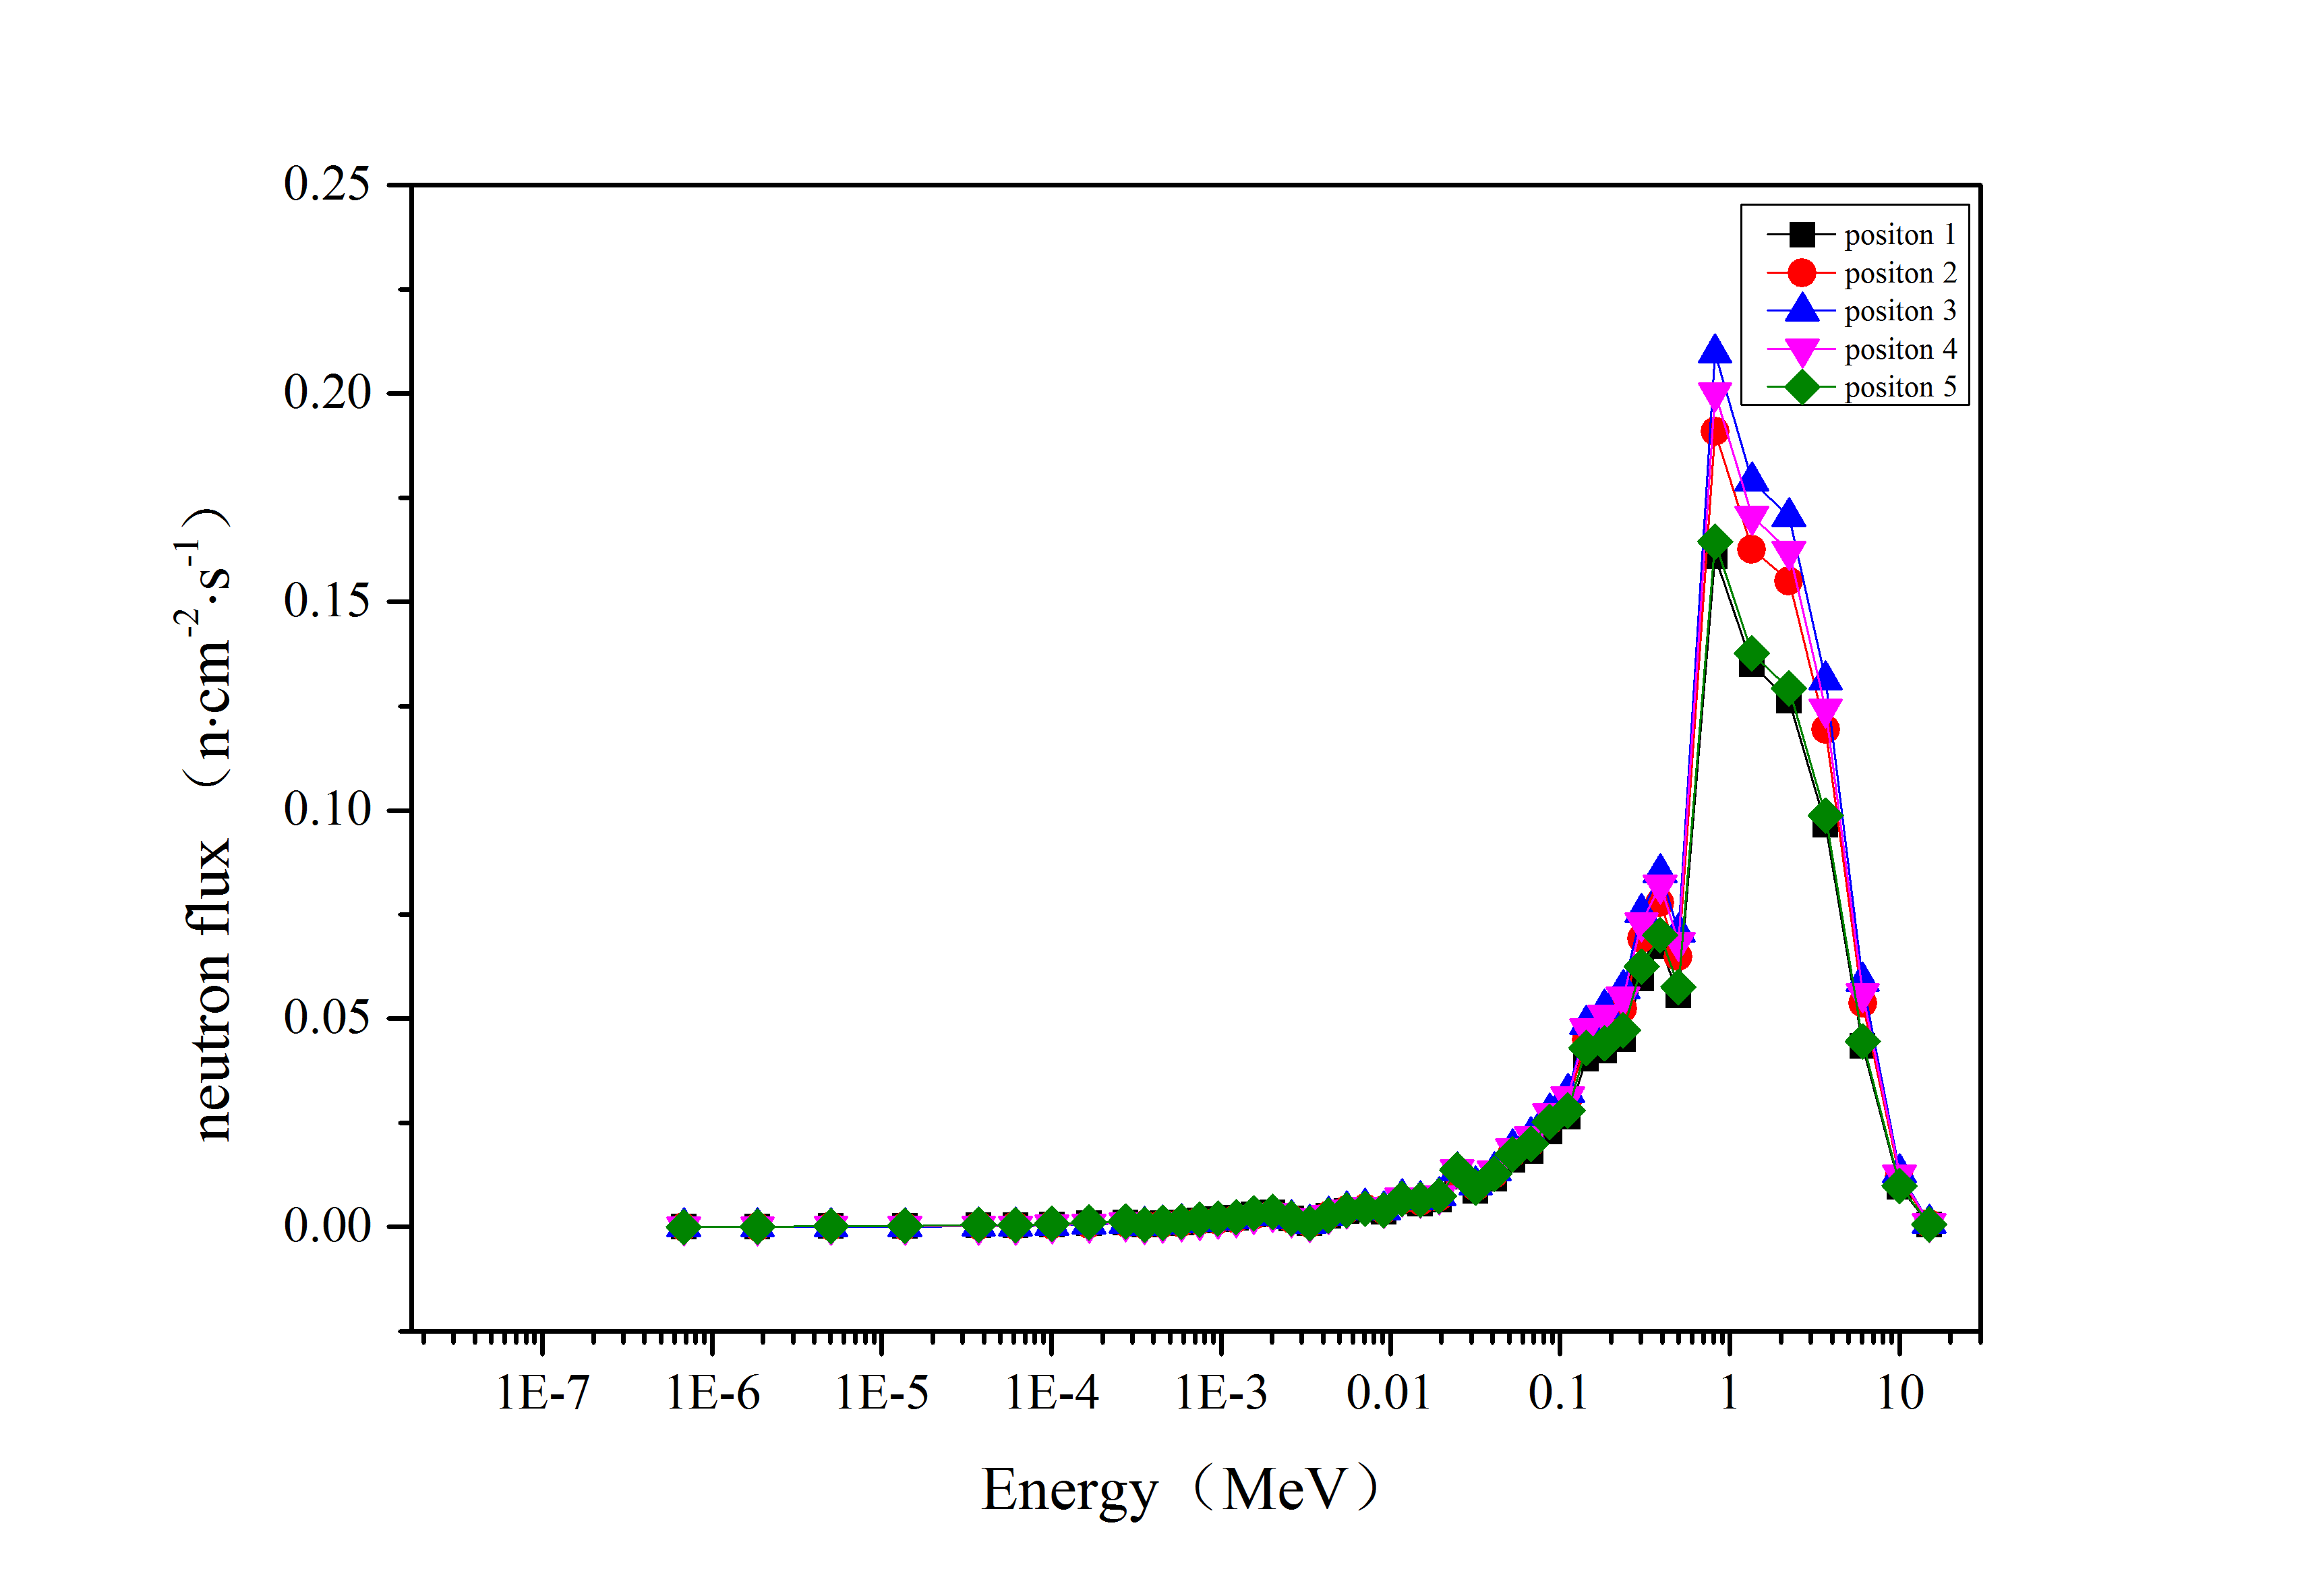 0.25
0.20
0.15
0.10
0.05
0.00
neutron flux（n·cm-2·s-1）
positon 1
positon 2
positon 3
positon 4
positon 5
1E-7 1E-6 1E-5 1E-4 1E-3 0.01 0.1 1 10
Energy（MeV）